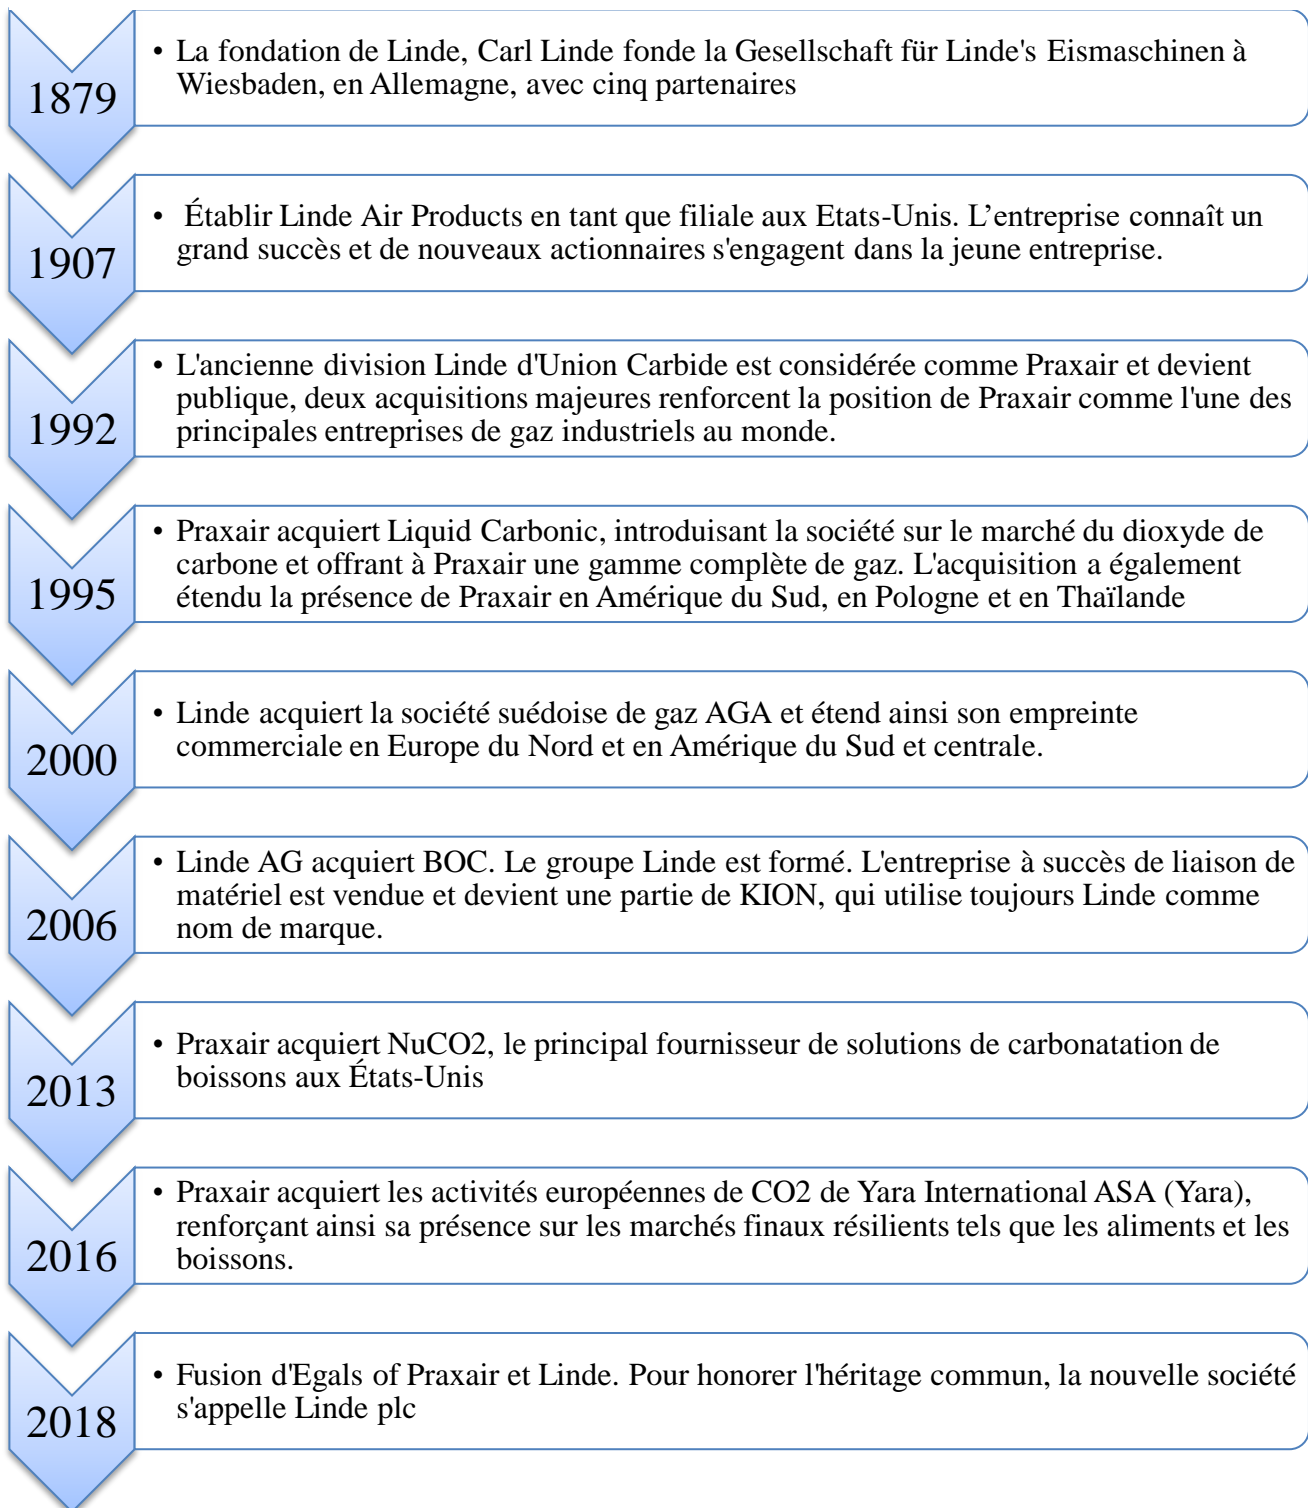 1879
• La fondation de Linde, Carl Linde fonde la Gesellschaft für Linde's Eismaschinen à
Wiesbaden, en Allemagne, avec cinq partenaires
1907
• Établir Linde Air Products en tant que filiale aux Etats-Unis. L’entreprise connaît un
grand succès et de nouveaux actionnaires s'engagent dans la jeune entreprise.
1992
• L'ancienne division Linde d'Union Carbide est considérée comme Praxair et devient
publique, deux acquisitions majeures renforcent la position de Praxair comme l'une des
principales entreprises de gaz industriels au monde.
1995
• Praxair acquiert Liquid Carbonic, introduisant la société sur le marché du dioxyde de
carbone et offrant à Praxair une gamme complète de gaz. L'acquisition a également
étendu la présence de Praxair en Amérique du Sud, en Pologne et en Thaïlande
2000
• Linde acquiert la société suédoise de gaz AGA et étend ainsi son empreinte
commerciale en Europe du Nord et en Amérique du Sud et centrale.
2006
• Linde AG acquiert BOC. Le groupe Linde est formé. L'entreprise à succès de liaison de
matériel est vendue et devient une partie de KION, qui utilise toujours Linde comme
nom de marque.
2013
• Praxair acquiert NuCO2, le principal fournisseur de solutions de carbonatation de
boissons aux États-Unis
2016
• Praxair acquiert les activités européennes de CO2 de Yara International ASA (Yara),
renforçant ainsi sa présence sur les marchés finaux résilients tels que les aliments et les
boissons.
2018
• Fusion d'Egals of Praxair et Linde. Pour honorer l'héritage commun, la nouvelle société
s'appelle Linde plc